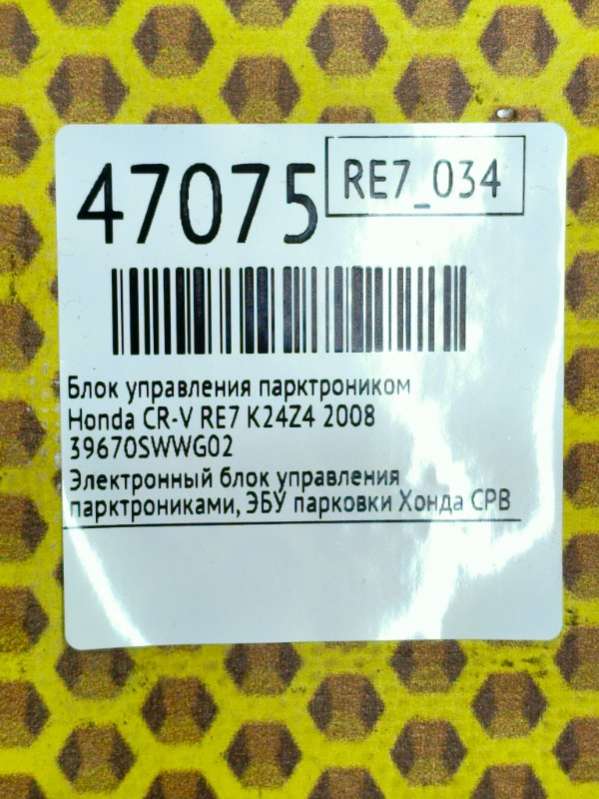 47075
RE7_034
Блок управления парктроником
Honda CR-V RE7 K24Z4 2008
39670SWWG02
Электронный блок управления
парктрониками, ЭБУ парковки Хонда СРВ